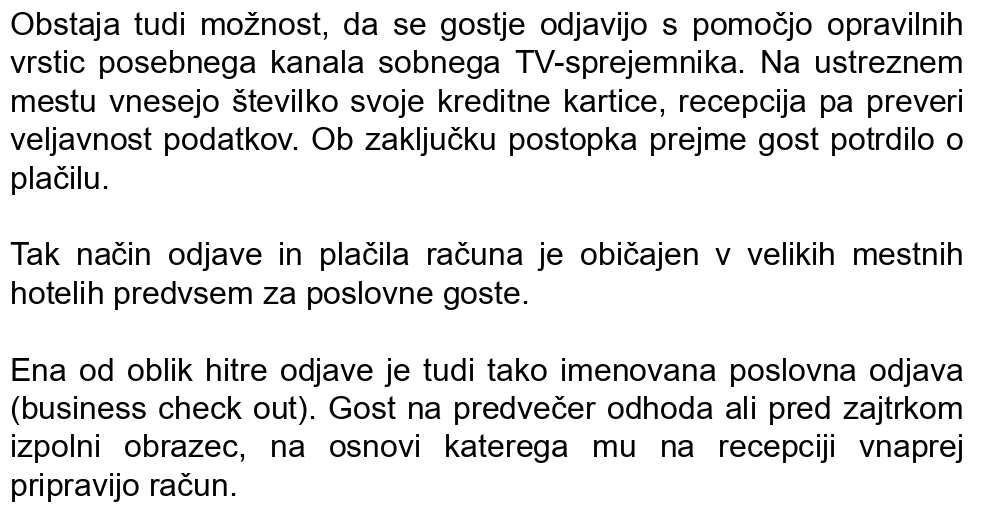 Obstaja tudi možnost, da se gostje odjavijo s pomočjo opravilnih
vrstic posebnega kanala sobnega TV-sprejemnika. Na ustreznem
mestu vnesejo številko svoje kreditne kartice, recepcija pa preveri
veljavnost podatkov. Ob zaključku postopka prejme gost potrdilo o
plačilu.

Tak način odjave in plačila računa je običajen v velikih mestnih
hotelih predvsem za poslovne goste.

Ena od oblik hitre odjave je tudi tako imenovana poslovna odjava
(business check out). Gost na predvečer odhoda ali pred zajtrkom
izpolni obrazec, na osnovi katerega mu na recepciji vnaprej
pripravijo račun.